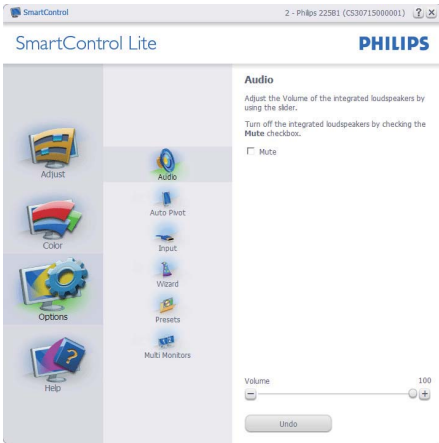 SmartControl
2 - Philips 225B1 (CS30715000001)
SmartControl Lite
PHILIPS
Adjust
Color
Options
Help
Audio
Auto Pivot
Input
Wizard
Presets
Multi Monitors
Audio
Adjust the Volume of the integrated loudspeakers by
using the slider.
Turn off the integrated loudspeakers by checking the
Mute checkbox.
Mute
Volume 100
Undo